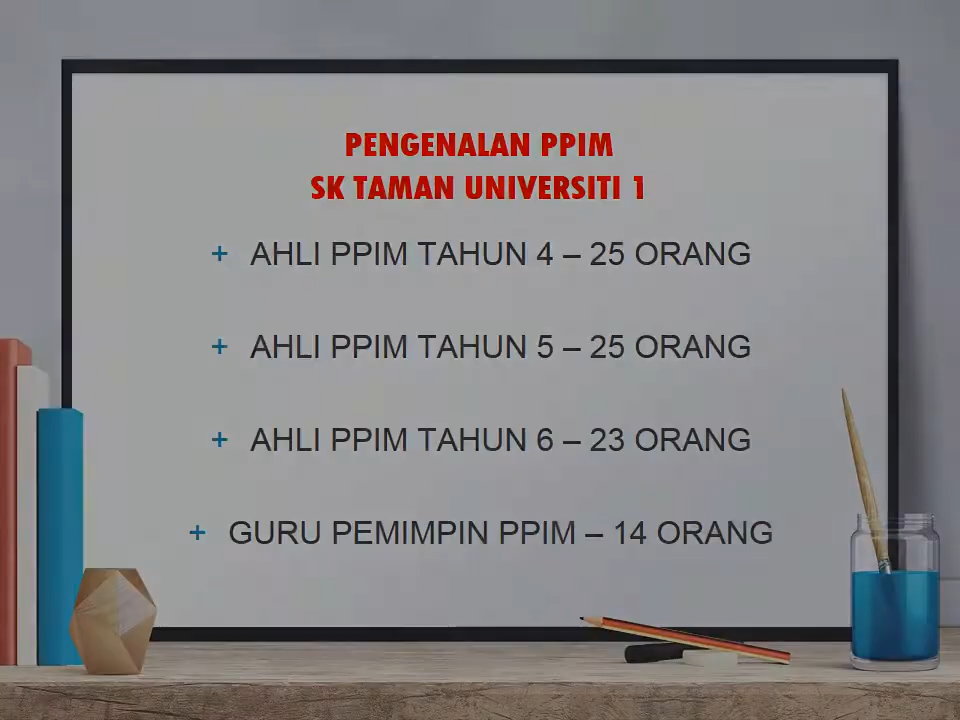 PENGENALAN PPIM
SK TAMAN UNIVERSITI 1
+ AHLI PPIM TAHUN 4 – 25 ORANG
+ AHLI PPIM TAHUN 5 – 25 ORANG
+ AHLI PPIM TAHUN 6 – 23 ORANG
+ GURU PEMIMPIN PPIM – 14 ORANG